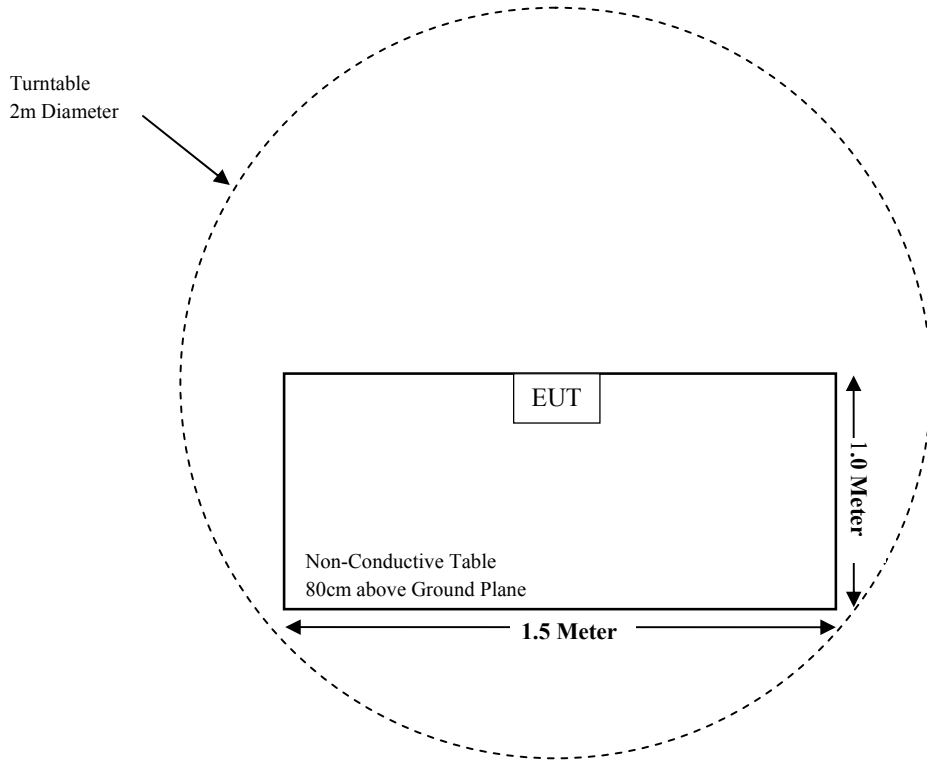 Turntable
2m Diameter
EUT
1.0 Meter
Non-Conductive Table
80cm above Ground Plane
1.5 Meter